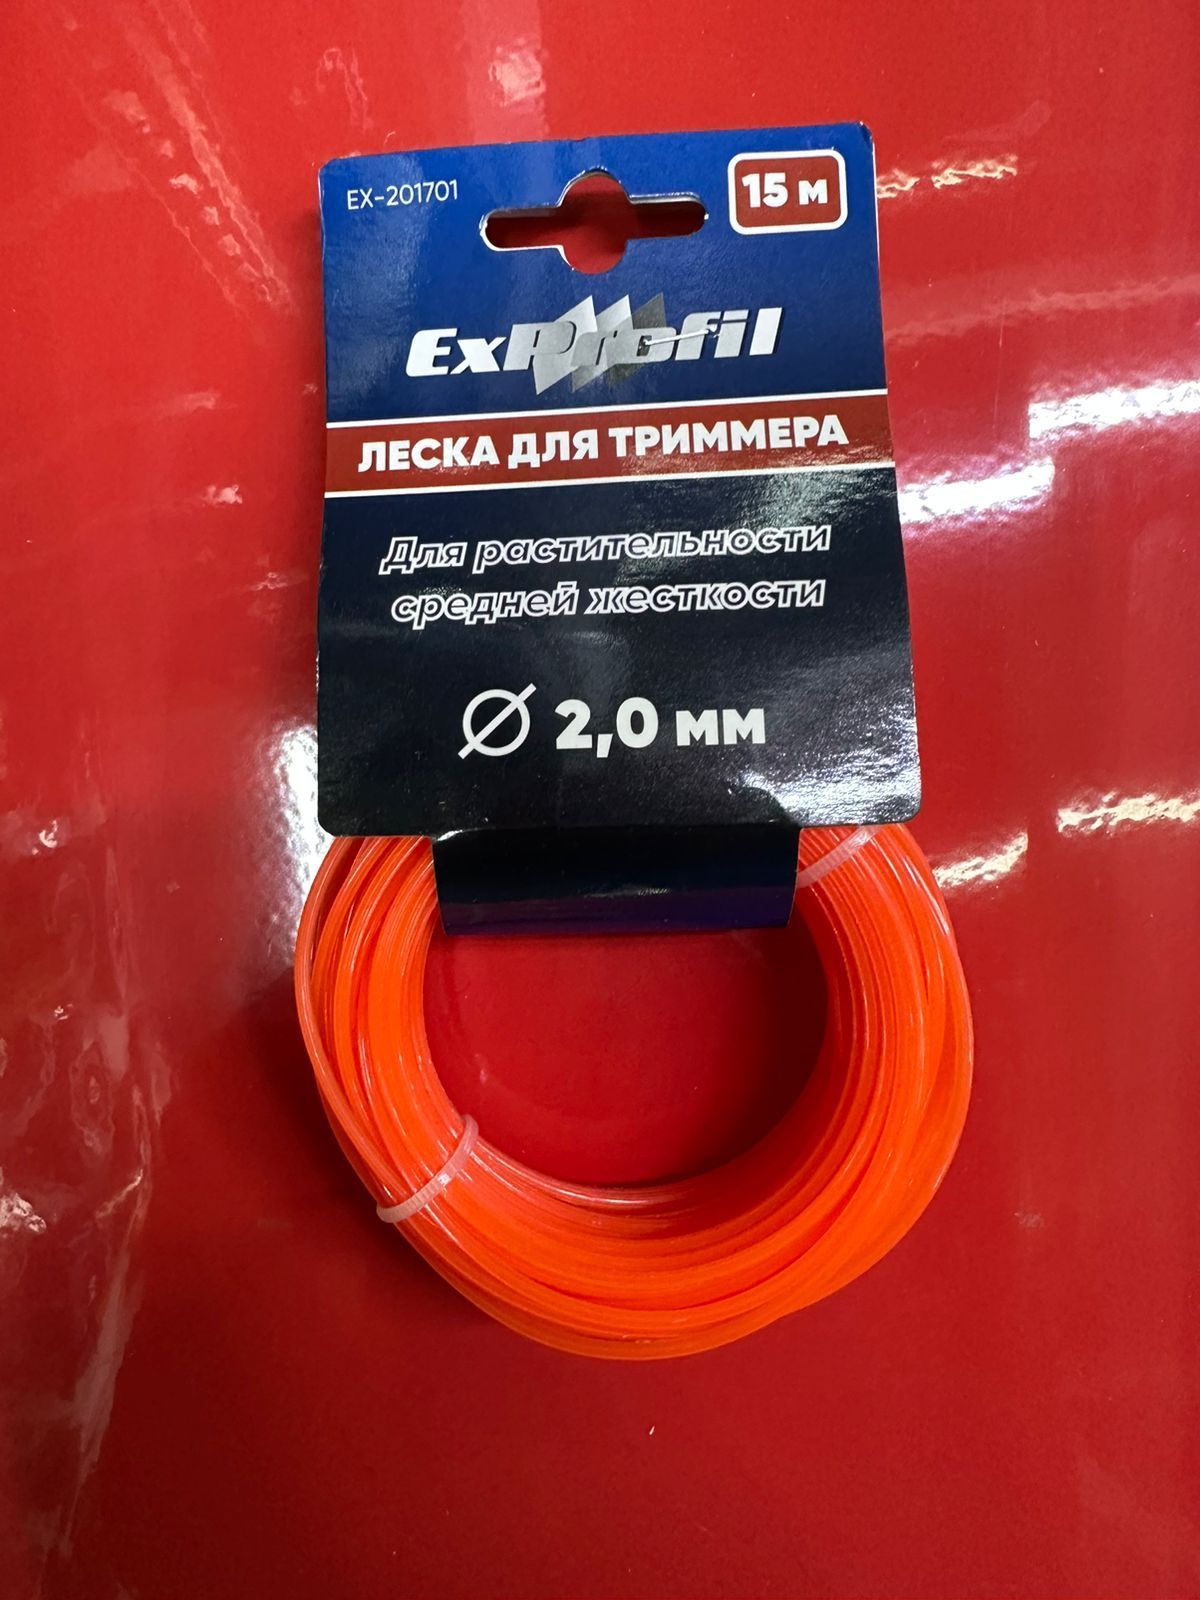 EX-201701
15 м
ExProfil
ЛЕСКА ДЛЯ ТРИММЕРА
Для растительности
средней жесткости
Ø 2,0 мм